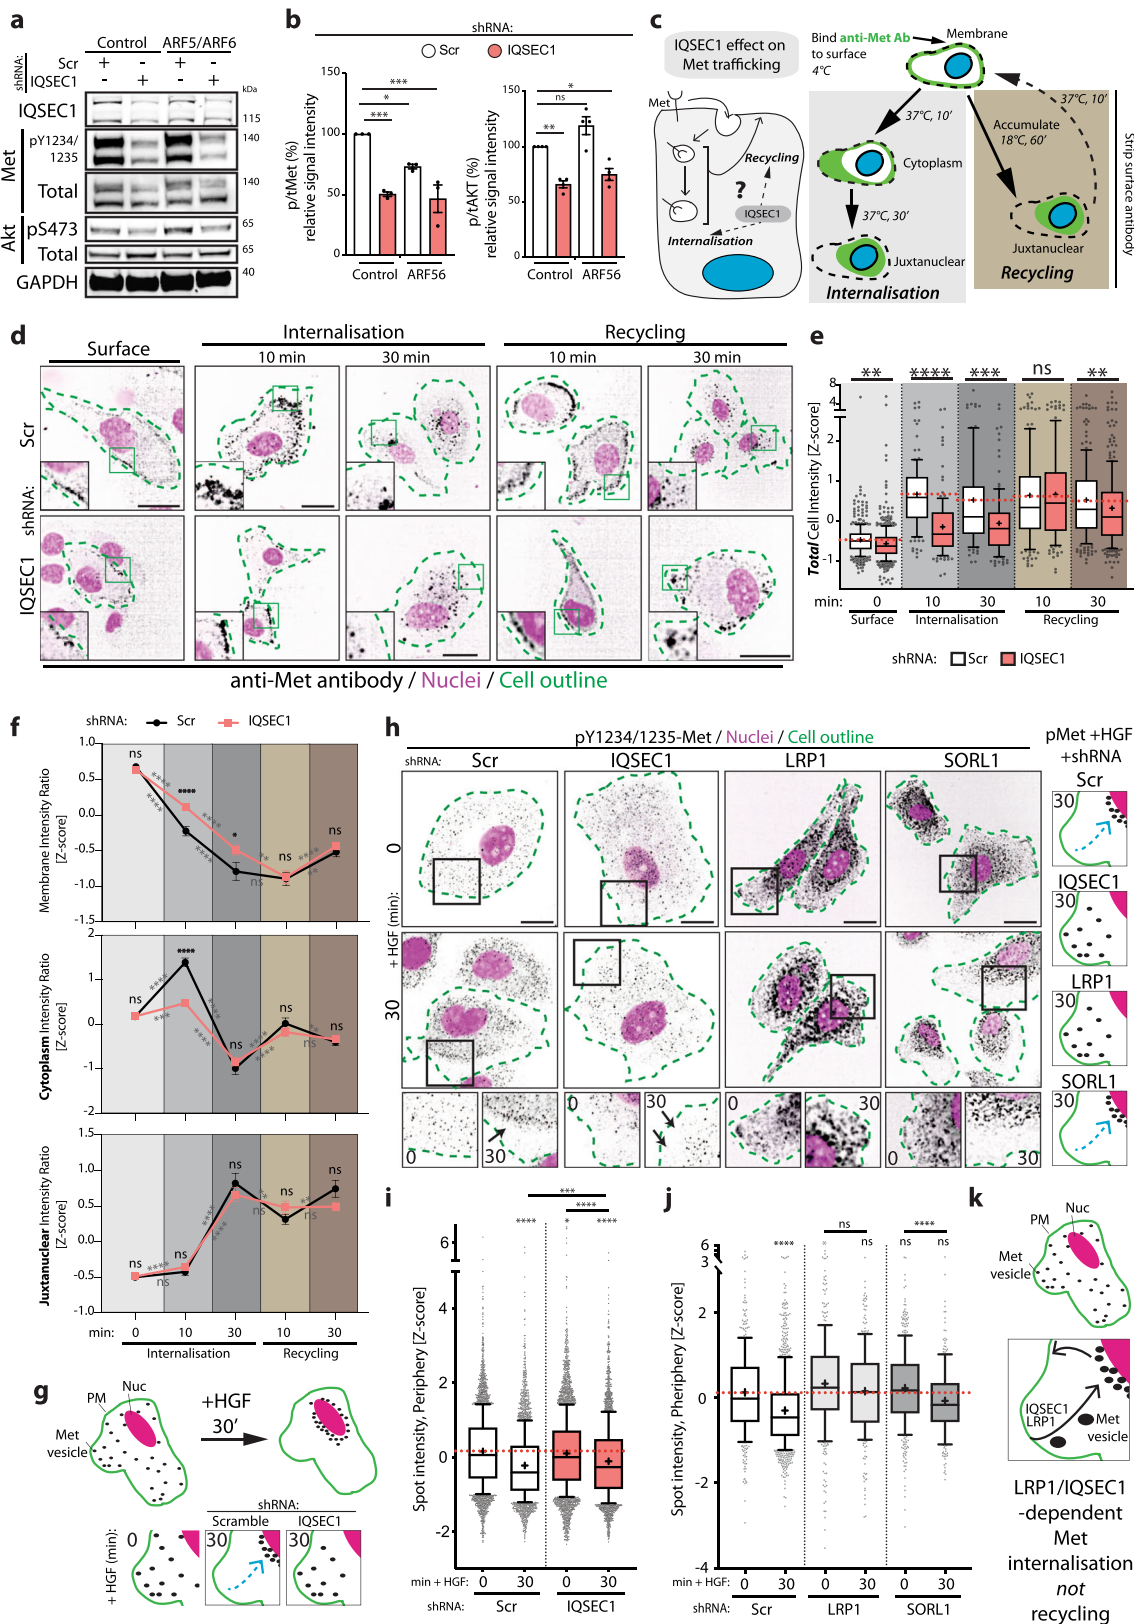 a
Control ARF5/ARF6
shRNA:
Scr + +
IQSEC1 + +
kDa
IQSEC1
115
Met
pY1234/
1235
140
Total
140
Akt
pS473
65
Total
65
GAPDH
40
b
shRNA:
Scr IQSEC1
p/tMet (%)
relative signal intensity
150
100
50
0
***
*
***
Control ARF56
p/tAKT (%)
relative signal intensity
150
100
50
0
*
ns
**
Control ARF56
c
IQSEC1 effect on
Met trafficking
Met
Recycling
?
IQSEC1
Internalisation
Bind anti-Met Ab
to surface
4°C
Membrane
37°C, 10'
37°C, 10'
Accumulate
18°C, 60'
Cytoplasm
37°C, 30'
Juxtanuclear
Juxtanuclear
Internalisation
Recycling
Strip surface antibody
d
Surface
Internalisation
Recycling
10 min 30 min 10 min 30 min
shRNA:
Scr
IQSEC1
anti-Met antibody / Nuclei / Cell outline
e
Total Cell Intensity [Z-score]
8
4
2
1
0
-1
** **** *** ns **
min: 0 10 30 10 30
Surface Internalisation Recycling
shRNA: Scr IQSEC1
f
shRNA: Scr IQSEC1
Membrane Intensity Ratio
[Z-score]
1.0
0.5
0.0
-0.5
-1.0
-1.5
ns **** * ns ns
**** **** **** ** ns **** **
Cytoplasm Intensity Ratio
[Z-score]
2
1
0
-1
-2
ns **** ns ns
**** *** **** **** **** **** ** ns
Juxtanuclear Intensity Ratio
[Z-score]
1.5
1.0
0.5
0.0
-0.5
-1.0
ns ns ns ns ns
**** ns **** **** ** ns ** ns
min: 0 10 30 10 30
Internalisation Recycling
g
PM
Nuc
Met
vesicle
+HGF
30'
shRNA:
Scramble IQSEC1
+ HGF (min):
0 30 30
h
pY1234/1235-Met / Nuclei / Cell outline
shRNA: Scr IQSEC1 LRP1 SORL1
+ HGF (min):
0
30
0 30 0 30 0 30 0 30
pMet +HGF
+shRNA
Scr
30
IQSEC1
30
LRP1
30
SORL1
30
i
Spot intensity, Periphery [Z-score]
6
4
2
0
-2
***
****
**** * ****
min + HGF: 0 30 0 30
shRNA: Scr IQSEC1
j
Spot intensity, Pheriphery [Z-score]
6
3
2
0
-2
-4
ns ****
**** * ns ns ns
min + HGF: 0 30 0 30 0 30
shRNA: Scr LRP1 SORL1
k
PM
Nuc
Met
vesicle
IQSEC1
LRP1
Met
vesicle
LRP1/IQSEC1
-dependent
Met
internalisation
not
recycling